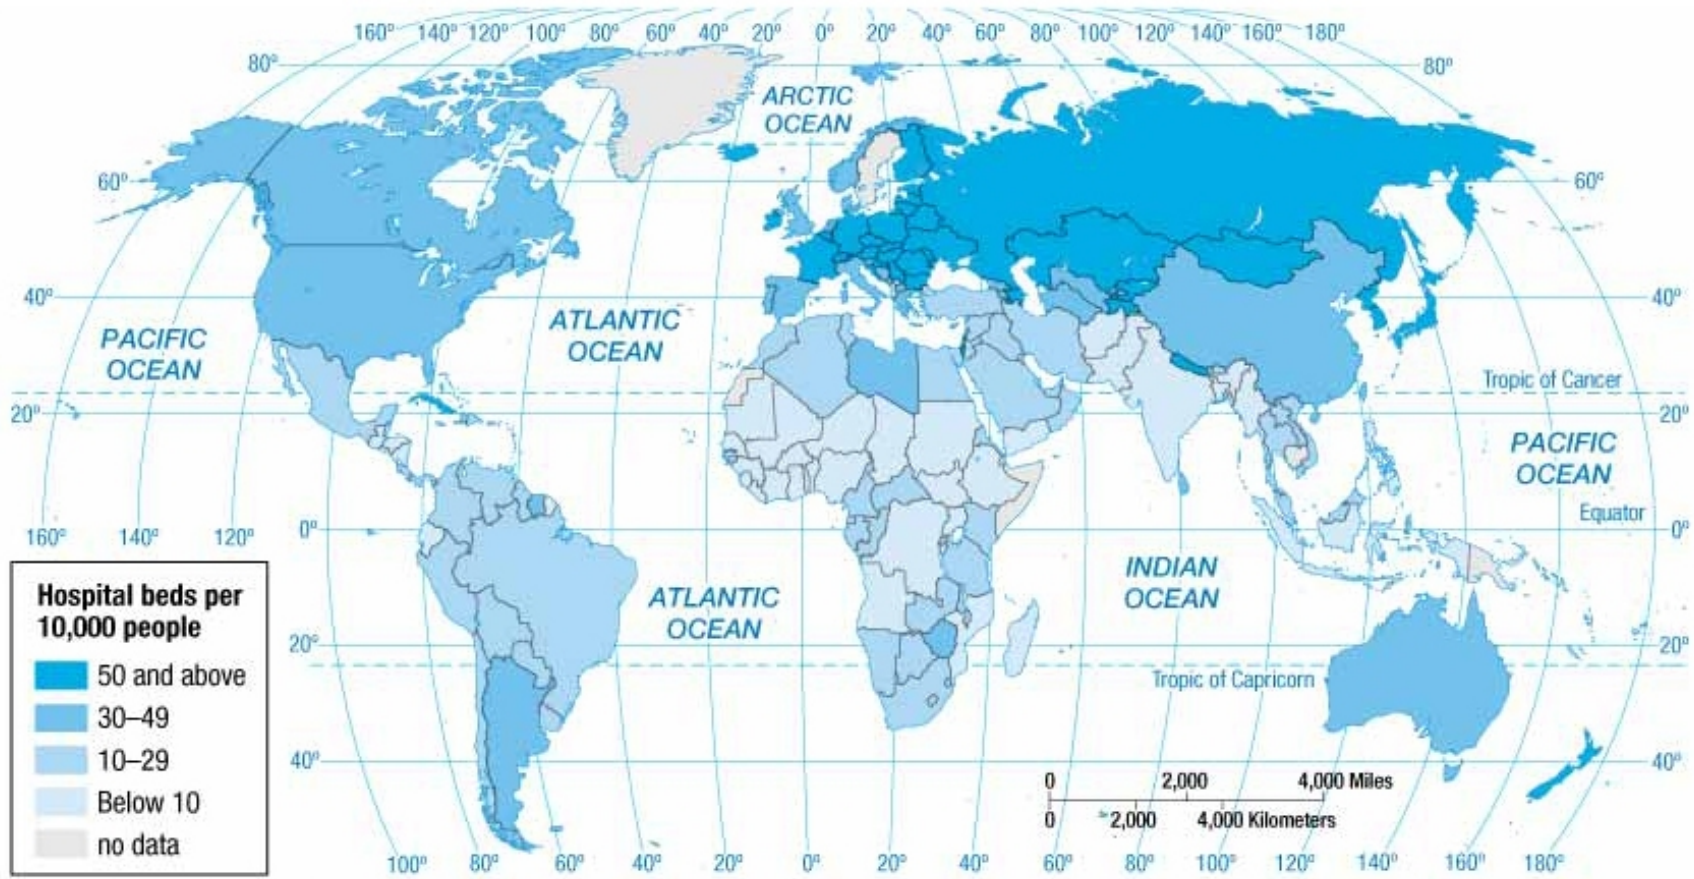 160° 140° 120° 100° 80° 60° 40° 20° 0° 20° 40° 60° 80° 100° 120° 140° 160° 180°
80° 80°
ARCTIC
OCEAN
60° 60°
40° 40°
PACIFIC
OCEAN
ATLANTIC
OCEAN
Tropic of Cancer
20° 20°
PACIFIC
OCEAN
Equator
160° 140° 120° 0° 0°
INDIAN
OCEAN
ATLANTIC
OCEAN
20° 20°
Tropic of Capricorn
40° 40°
Hospital beds per
10,000 people
50 and above
30–49
10–29
Below 10
no data
0 2,000 4,000 Miles
0 2,000 4,000 Kilometers
100° 80° 60° 40° 20° 0° 20° 40° 60° 80° 100° 120° 140° 160° 180°